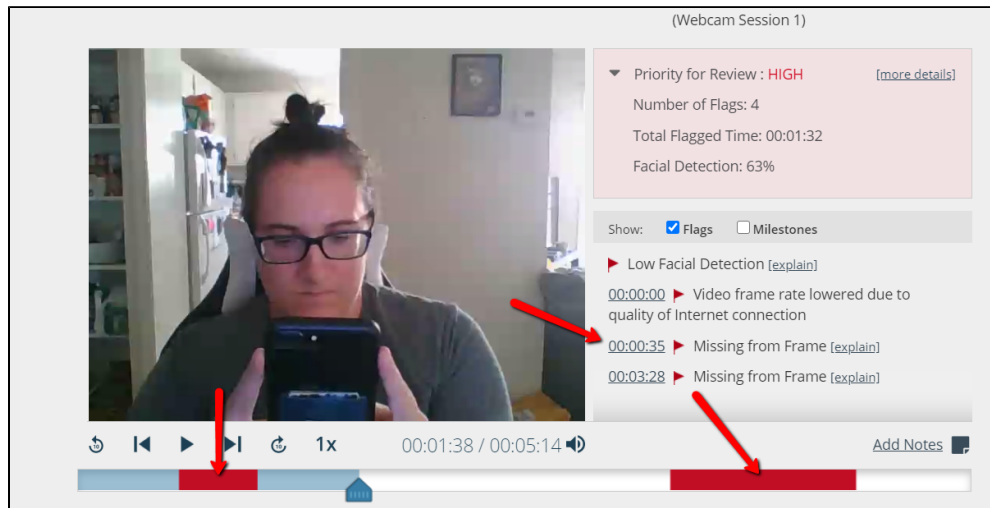 (Webcam Session 1)
Priority for Review : HIGH [more details]
Number of Flags: 4
Total Flagged Time: 00:01:32
Facial Detection: 63%
Show: Flags Milestones
Low Facial Detection [explain]
00:00:00 Video frame rate lowered due to
quality of Internet connection
00:00:35 Missing from Frame [explain]
00:03:28 Missing from Frame [explain]
10 10 1x 00:01:38 / 00:05:14 Add Notes